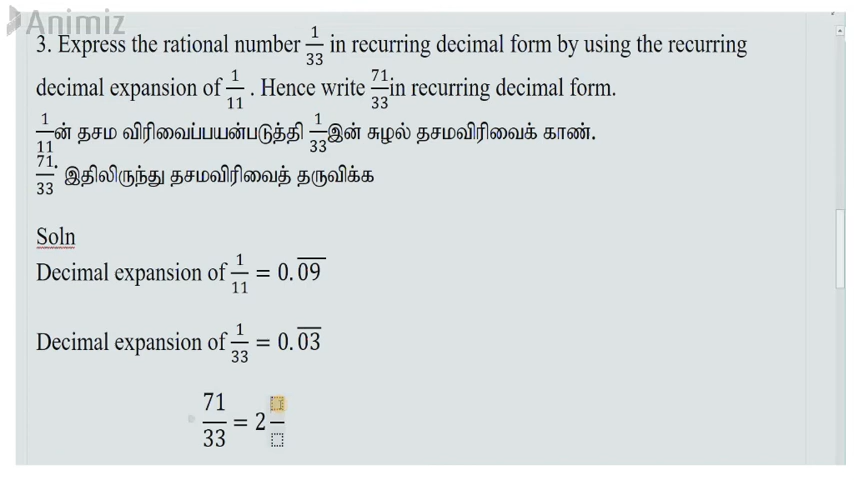 Animiz
3. Express the rational number 1/33 in recurring decimal form by using the recurring
decimal expansion of 1/11 . Hence write 71/33 in recurring decimal form.
1/11 ன் தசம விரிவைப்பயன்படுத்தி 1/33 இன் சுழல் தசமவிரிவைக் காண்.
71/33. இதிலிருந்து தசமவிரிவைத் தருவிக்க
Soln
Decimal expansion of 1/11 = 0.0̅9̅
Decimal expansion of 1/33 = 0.0̅3̅
71/33 = 2